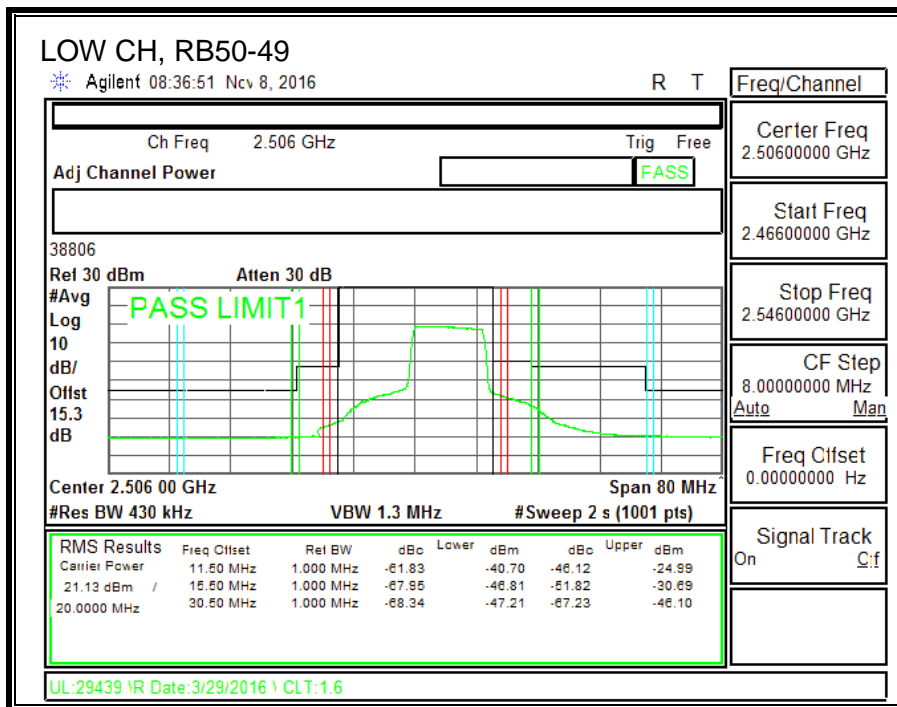 LOW CH, RB50-49
Agilent 08:36:51 Nov 8, 2016 R T
Freq/Channel
Ch Freq 2.506 GHz Trig Free
Adj Channel Power PASS
38806
Ref 30 dBm Atten 30 dB
#Avg
Log
10
dB/
Offst
15.3
dB
PASS LIMIT1
Center 2.506 00 GHz Span 80 MHz
#Res BW 430 kHz VBW 1.3 MHz #Sweep 2 s (1001 pts)
RMS Results Freq Offset Ref BW dBc Lower dBm dBc Upper dBm
Carrier Power 11.50 MHz 1.000 MHz -61.83 -40.70 -46.12 -24.99
21.13 dBm / 15.50 MHz 1.000 MHz -67.95 -46.81 -51.82 -30.69
20.0000 MHz 30.50 MHz 1.000 MHz -68.34 -47.21 -67.23 -46.10
UL:29439 \R Date:3/29/2016 \ CLT:1.6
Center Freq
2.50600000 GHz
Start Freq
2.46600000 GHz
Stop Freq
2.54600000 GHz
CF Step
8.00000000 MHz
Auto Man
Freq Offset
0.00000000 Hz
Signal Track
On Off